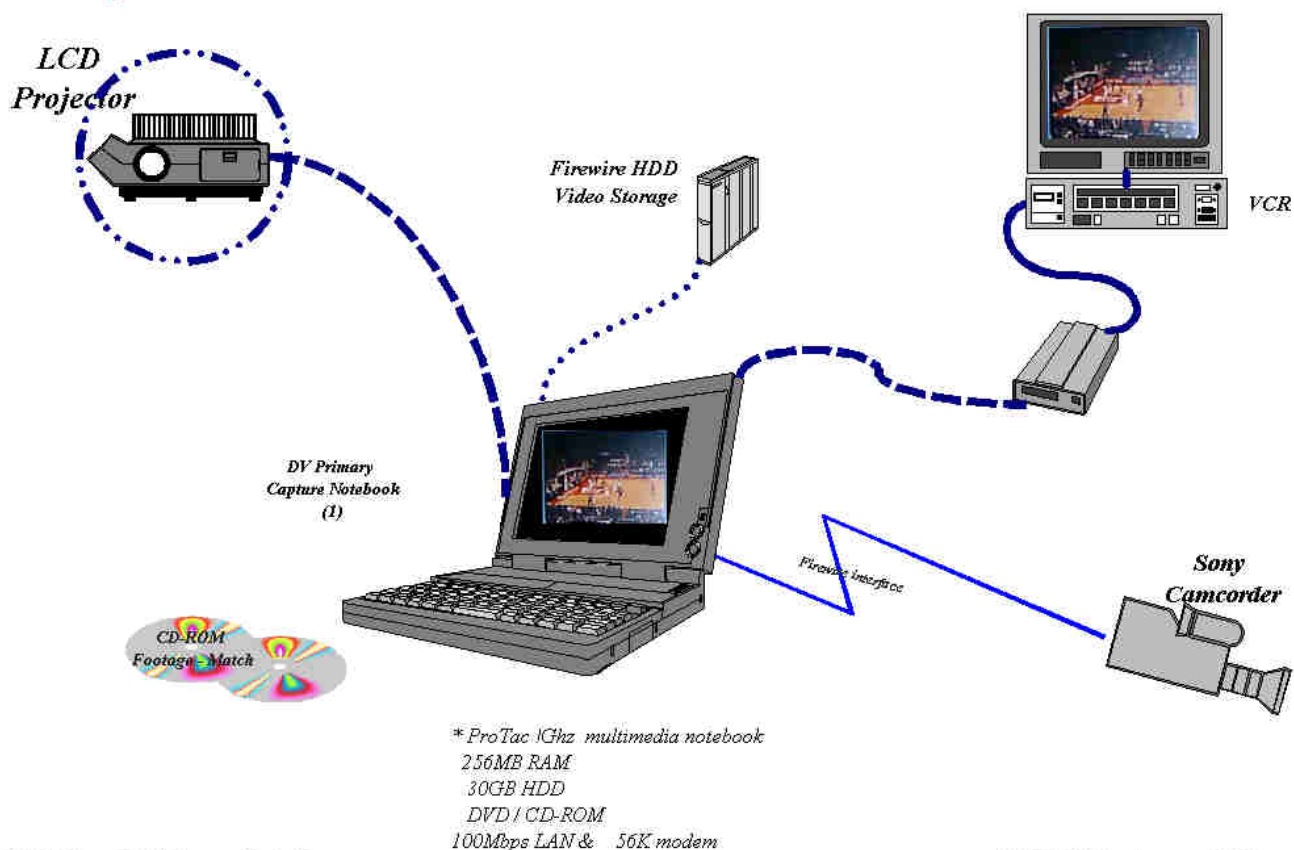 LCD
Projector
Firewire HDD
Video Storage
VCR
DV Primary
Capture Notebook
(1)
Firewire interface
Sony
Camcorder
CD-ROM
Footage - Match
* ProTac 1Ghz multimedia notebook
256MB RAM
30GB HDD
DVD / CD-ROM
100Mbps LAN & 56K modem